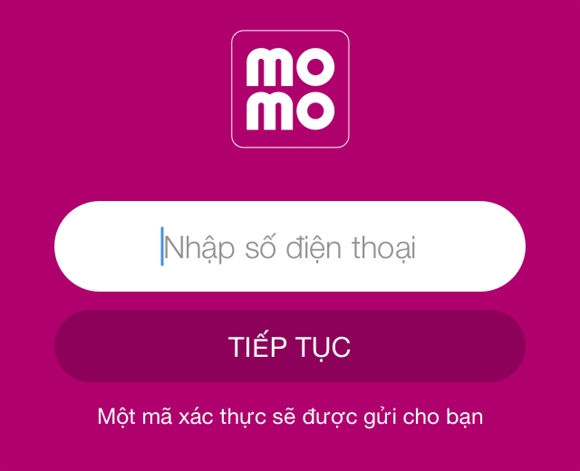 mo
mo
Nhập số điện thoại
TIẾP TỤC
Một mã xác thực sẽ được gửi cho bạn